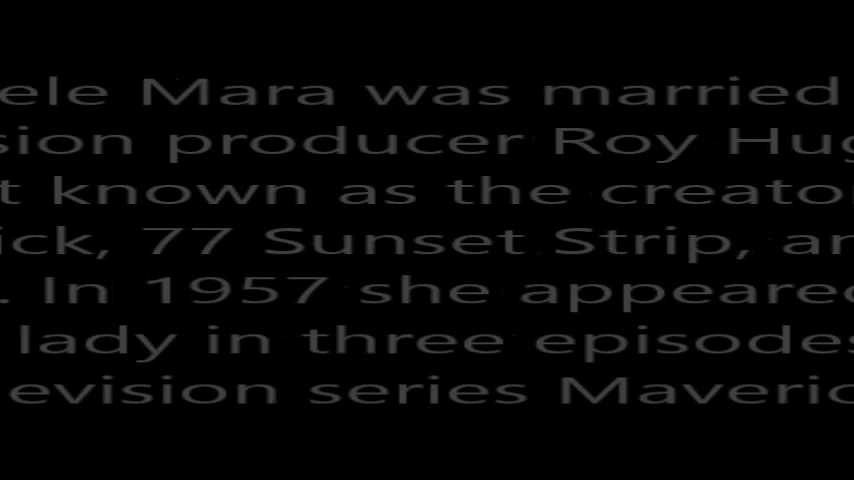 ele Mara was married
sion producer Roy Hug
t known as the creator
ick, 77 Sunset Strip, an
. In 1957 she appeared
lady in three episodes
evision series Maveric